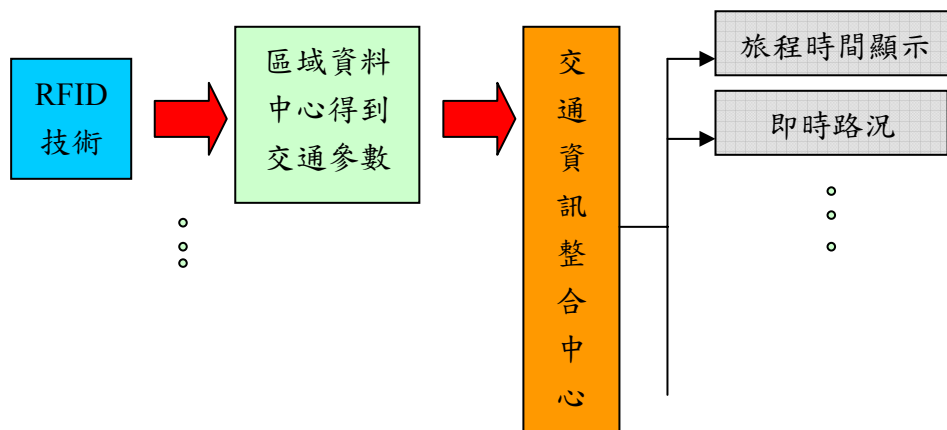 RFID
技術
區域資料
中心得到
交通參數
交通資訊整合中心
旅程時間顯示
即時路況